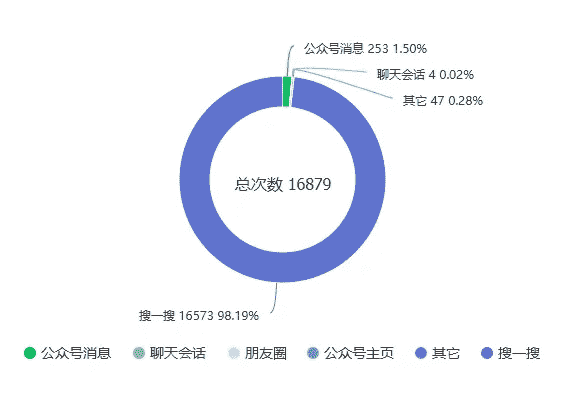 公众号消息 253 1.50%
聊天会话 4 0.02%
其它 47 0.28%
总次数 16879
搜一搜 16573 98.19%
公众号消息 聊天会话 朋友圈 公众号主页 其它 搜一搜